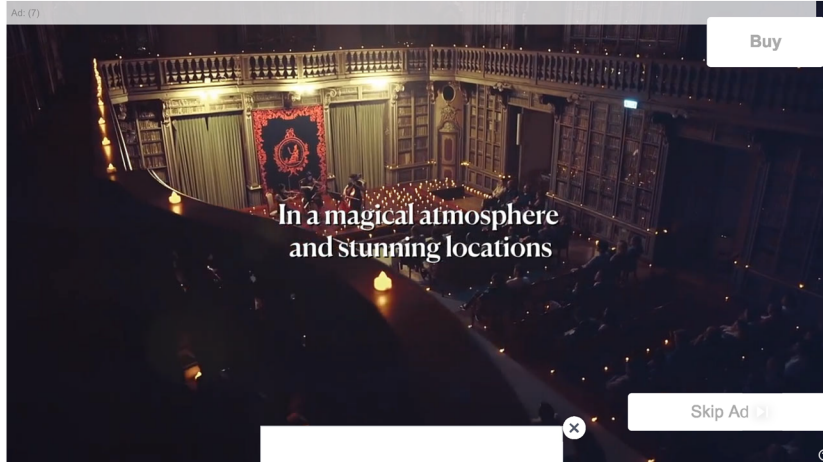 Ad: (7)
Buy
In a magical atmosphere
and stunning locations
Skip Ad